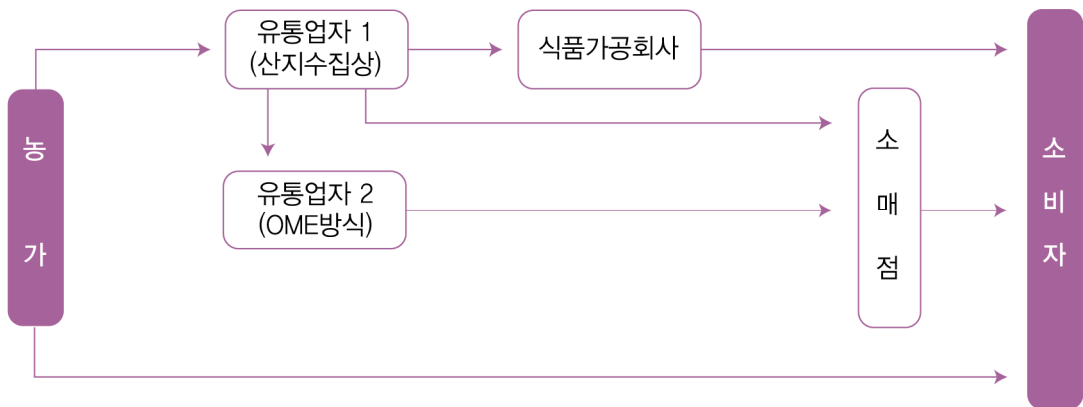 농가
유통업자 1
(산지수집상)
식품가공회사
유통업자 2
(OME방식)
소매점
소비자